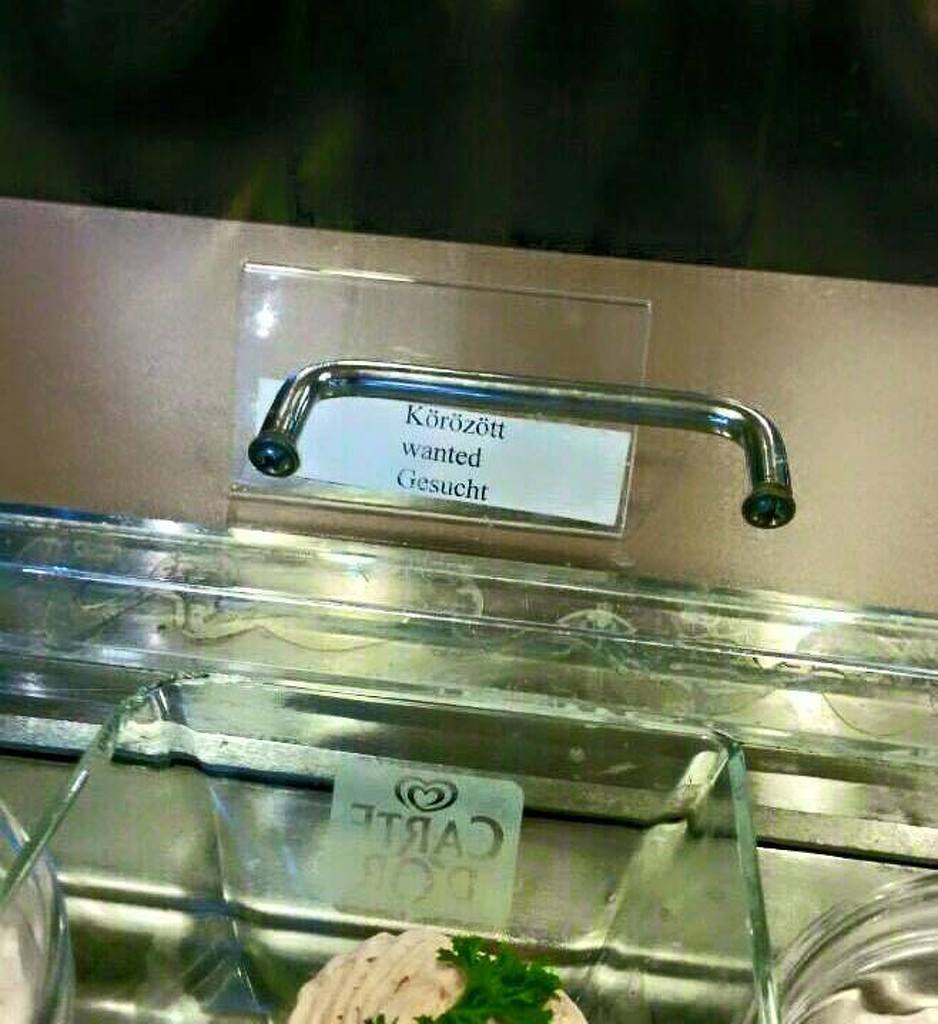 Körözött
wanted
Gesucht
CARTE
D'OR